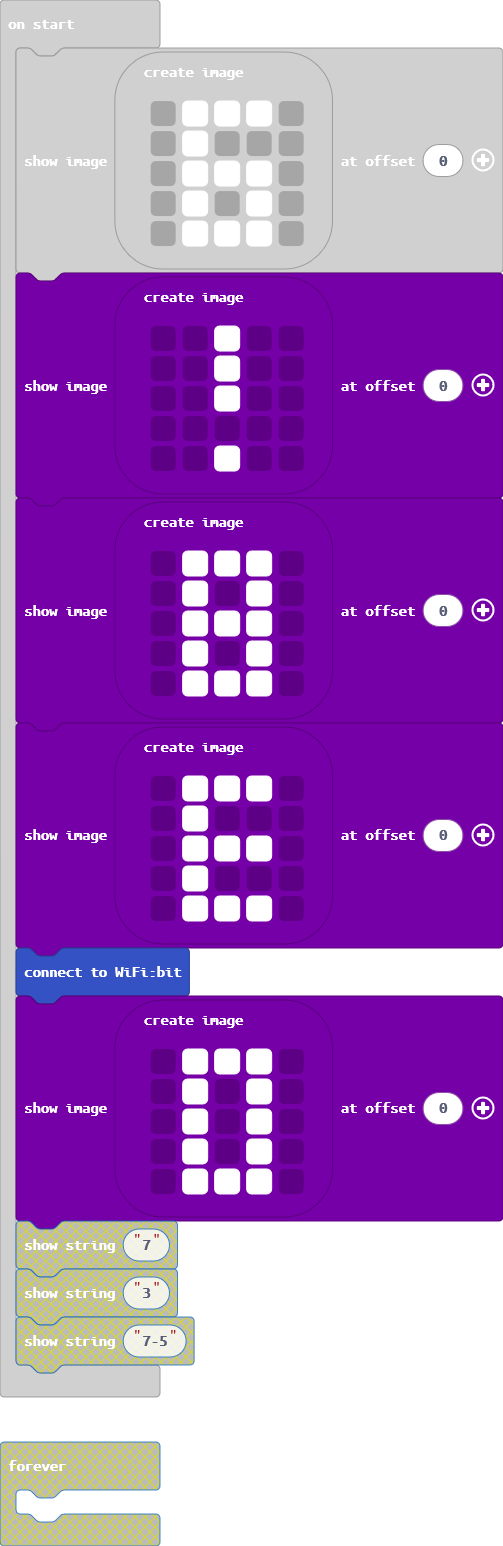 on start
create image
show image at offset 0
create image
show image at offset 0
create image
show image at offset 0
create image
show image at offset 0
connect to WiFi:bit
create image
show image at offset 0
show string "7"
show string "3"
show string "7-5"
forever